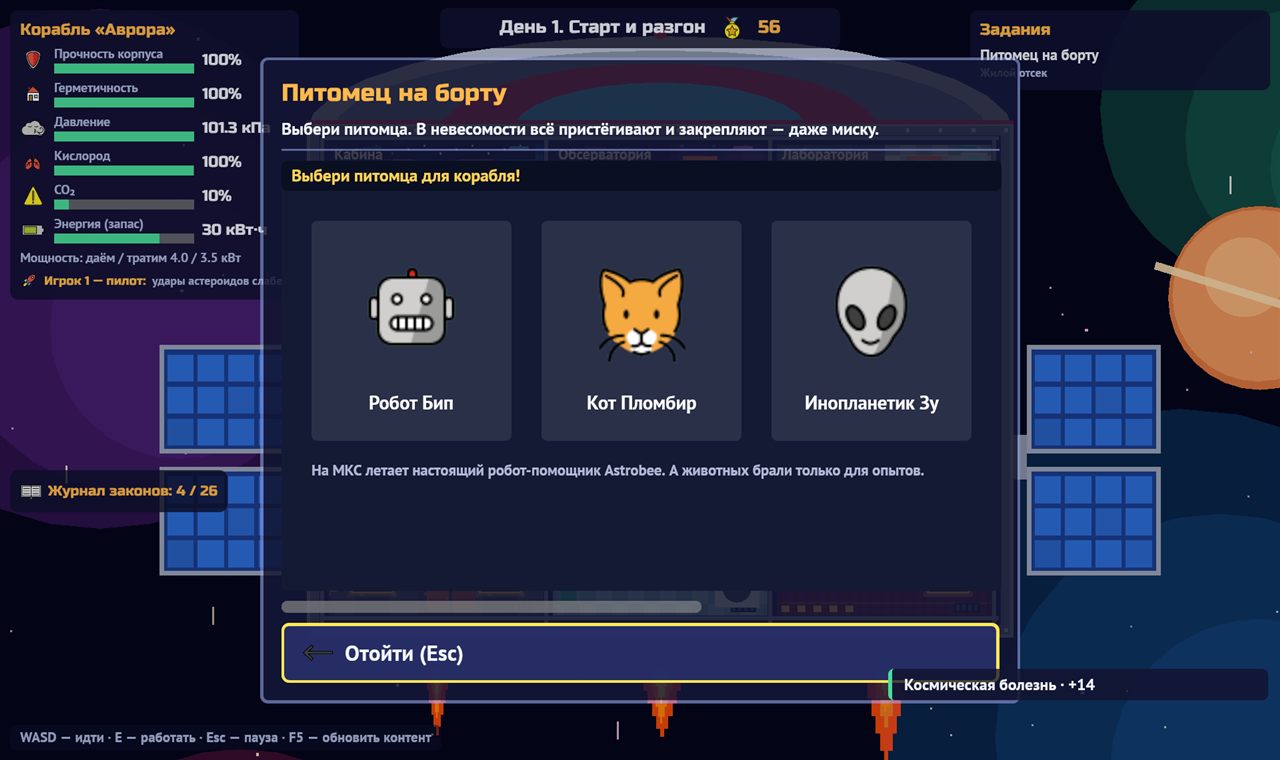 Корабль «Аврора»
Прочность корпуса 100%
Герметичность 100%
Давление 101.3 кПа
Кислород 100%
CO₂ 10%
Энергия (запас) 30 кВт·ч
Мощность: даём / тратим 4.0 / 3.5 кВт
Игрок 1 — пилот: удары астероидов слабе
День 1. Старт и разгон 56
Задания
Питомец на борту
Жилой отсек
Питомец на борту
Выбери питомца. В невесомости всё пристёгивают и закрепляют — даже миску.
Кабина Обсерватория Лаборатория
Выбери питомца для корабля!
Робот Бип
Кот Пломбир
Инопланетик Зу
На МКС летает настоящий робот-помощник Astrobee. А животных брали только для опытов.
Журнал законов: 4 / 26
← Отойти (Esc)
Космическая болезнь · +14
WASD — идти · E — работать · Esc — пауза · F5 — обновить контент